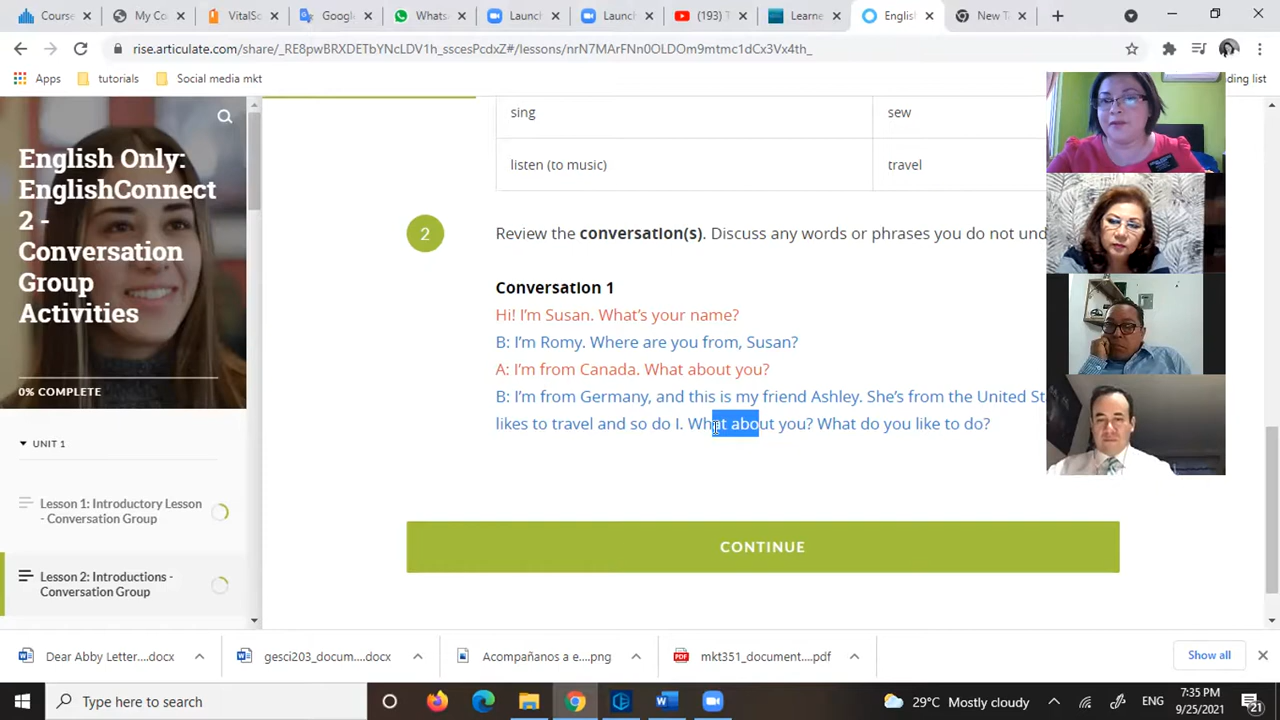 Course
My Co
VitalSo
Google
Whats
Launch
Launch
(193) T
Learne
English
New Ta
rise.articulate.com/share/_RE8pwBRXDETbYNcLDV1h_sscesPcdxZ#/lessons/nrN7MArFNn0OLDOm9mtmc1dCx3Vx4th_
Apps
tutorials
Social media mkt
ding list
English Only:
EnglishConnect
2 -
Conversation
Group
Activities
0% COMPLETE
UNIT 1
Lesson 1: Introductory Lesson
- Conversation Group
Lesson 2: Introductions -
Conversation Group
sing
sew
listen (to music)
travel
2
Review the conversation(s). Discuss any words or phrases you do not und
Conversation 1
Hi! I'm Susan. What's your name?
B: I'm Romy. Where are you from, Susan?
A: I'm from Canada. What about you?
B: I'm from Germany, and this is my friend Ashley. She's from the United St
likes to travel and so do I. What about you? What do you like to do?
CONTINUE
Dear Abby Letter....docx
gesci203_docum....docx
Acompañanos a e....png
mkt351_document....pdf
Show all
Type here to search
29°C Mostly cloudy
ENG
7:35 PM
9/25/2021
21